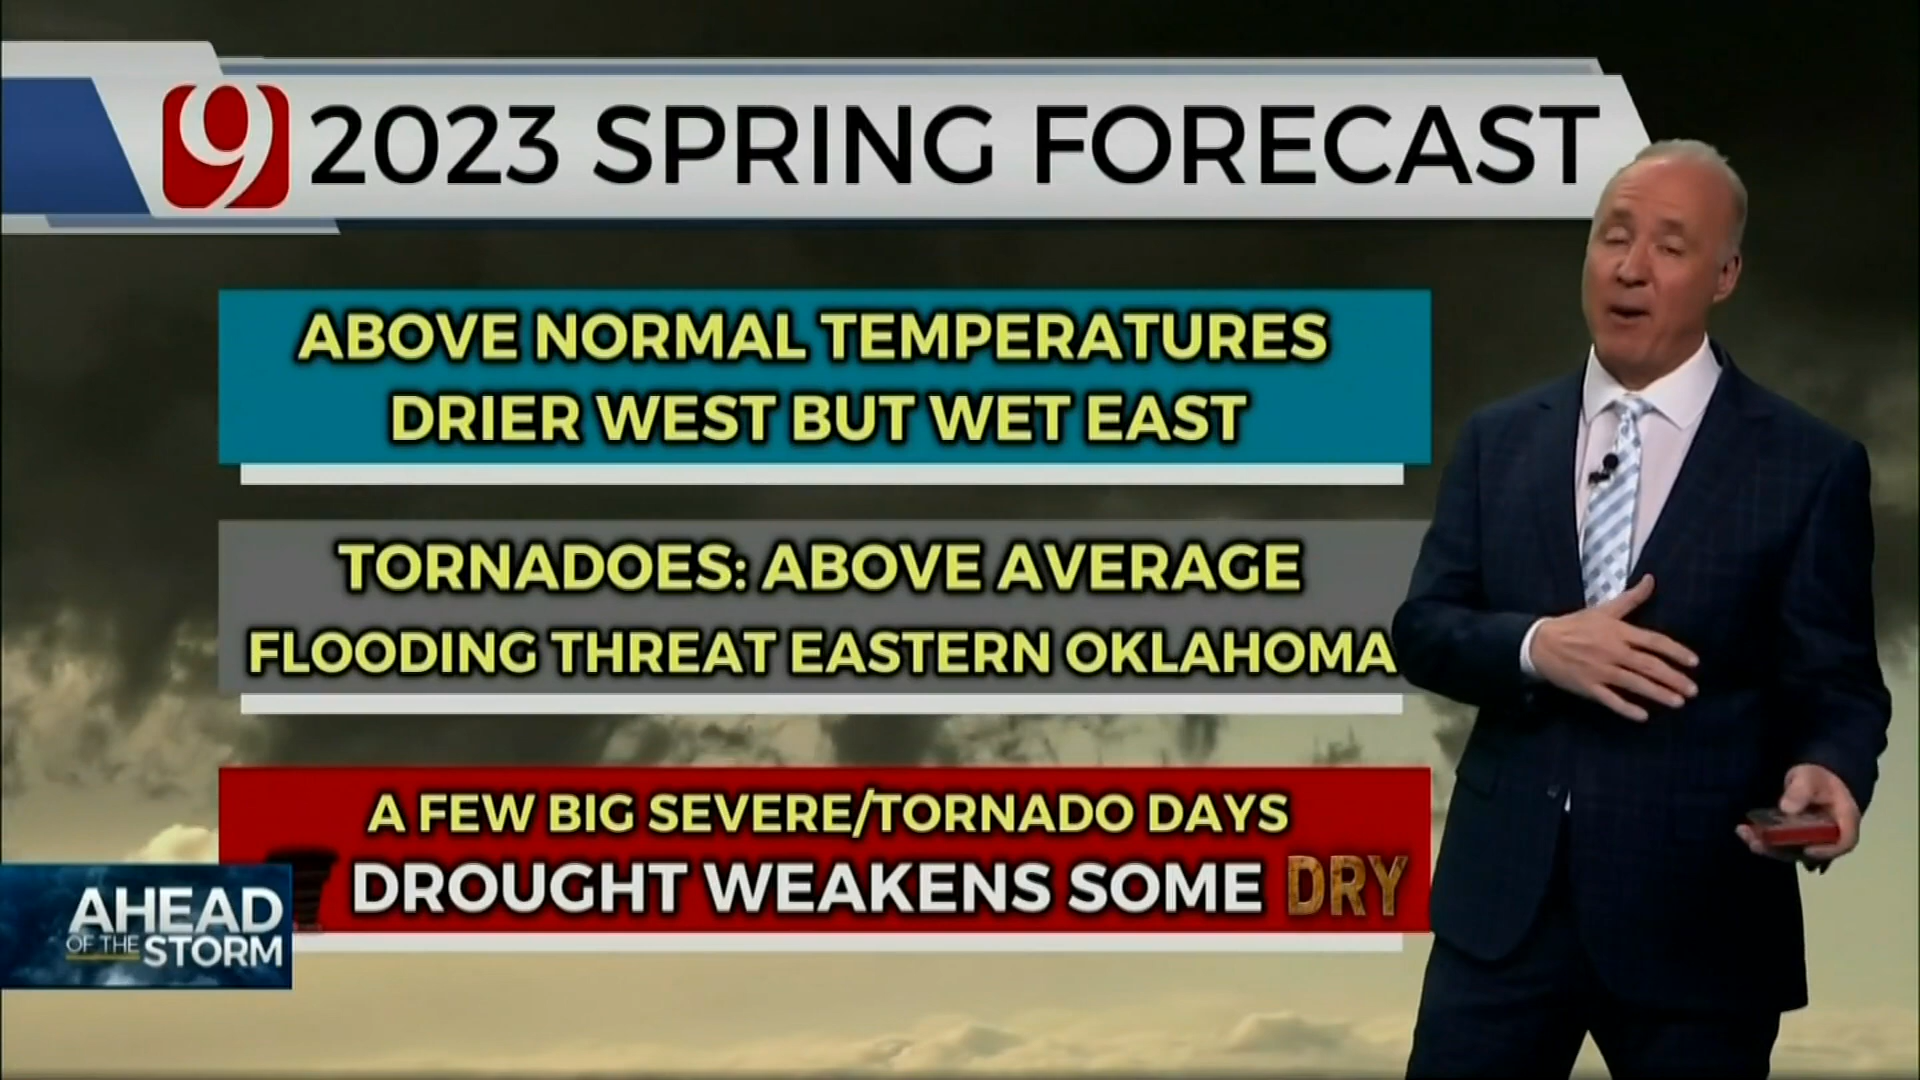 9 2023 SPRING FORECAST
ABOVE NORMAL TEMPERATURES
DRIER WEST BUT WET EAST
TORNADOES: ABOVE AVERAGE
FLOODING THREAT EASTERN OKLAHOMA
A FEW BIG SEVERE/TORNADO DAYS
DROUGHT WEAKENS SOME DRY
AHEAD
OF THE STORM